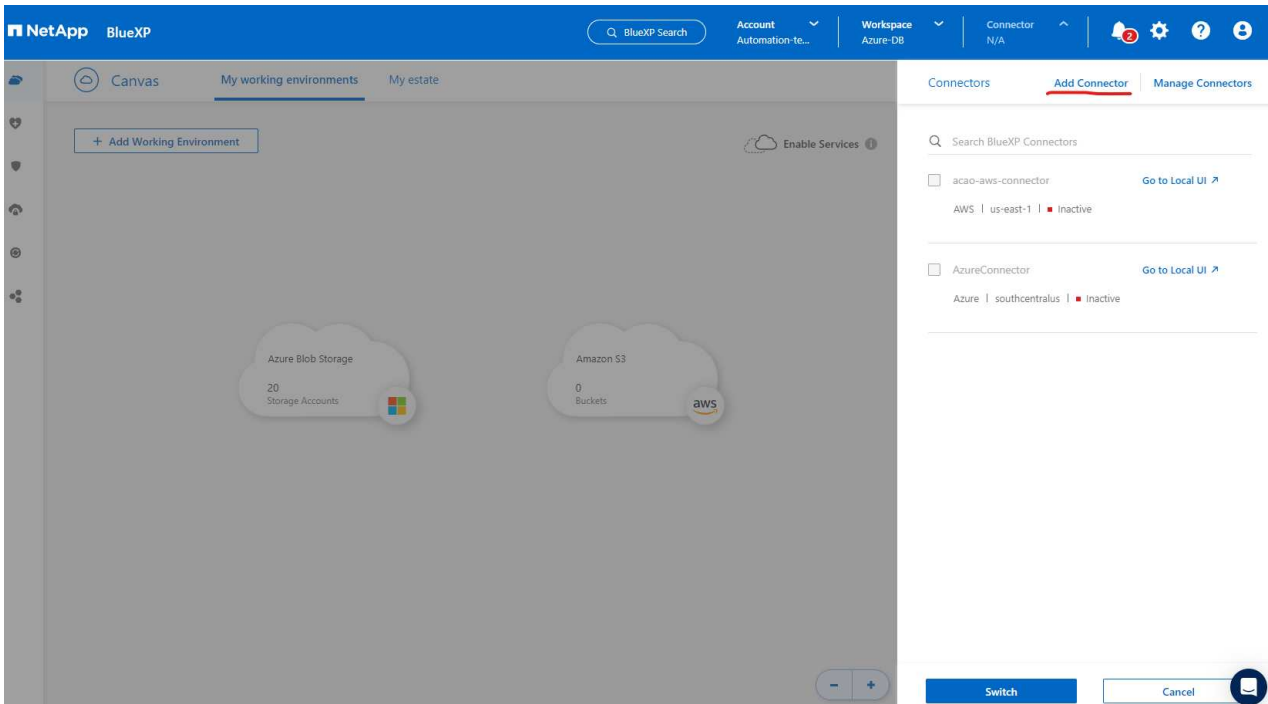 NetApp BlueXP
BlueXP Search
Account
Automation-te...
Workspace
Azure-DB
Connector
N/A
2
Canvas
My working environments
My estate
+ Add Working Environment
Enable Services
Azure Blob Storage
20
Storage Accounts
Amazon S3
0
Buckets
aws
Connectors
Add Connector
Manage Connectors
Search BlueXP Connectors
acao-aws-connector
Go to Local UI
AWS | us-east-1 | Inactive
AzureConnector
Go to Local UI
Azure | southcentralus | Inactive
Switch
Cancel